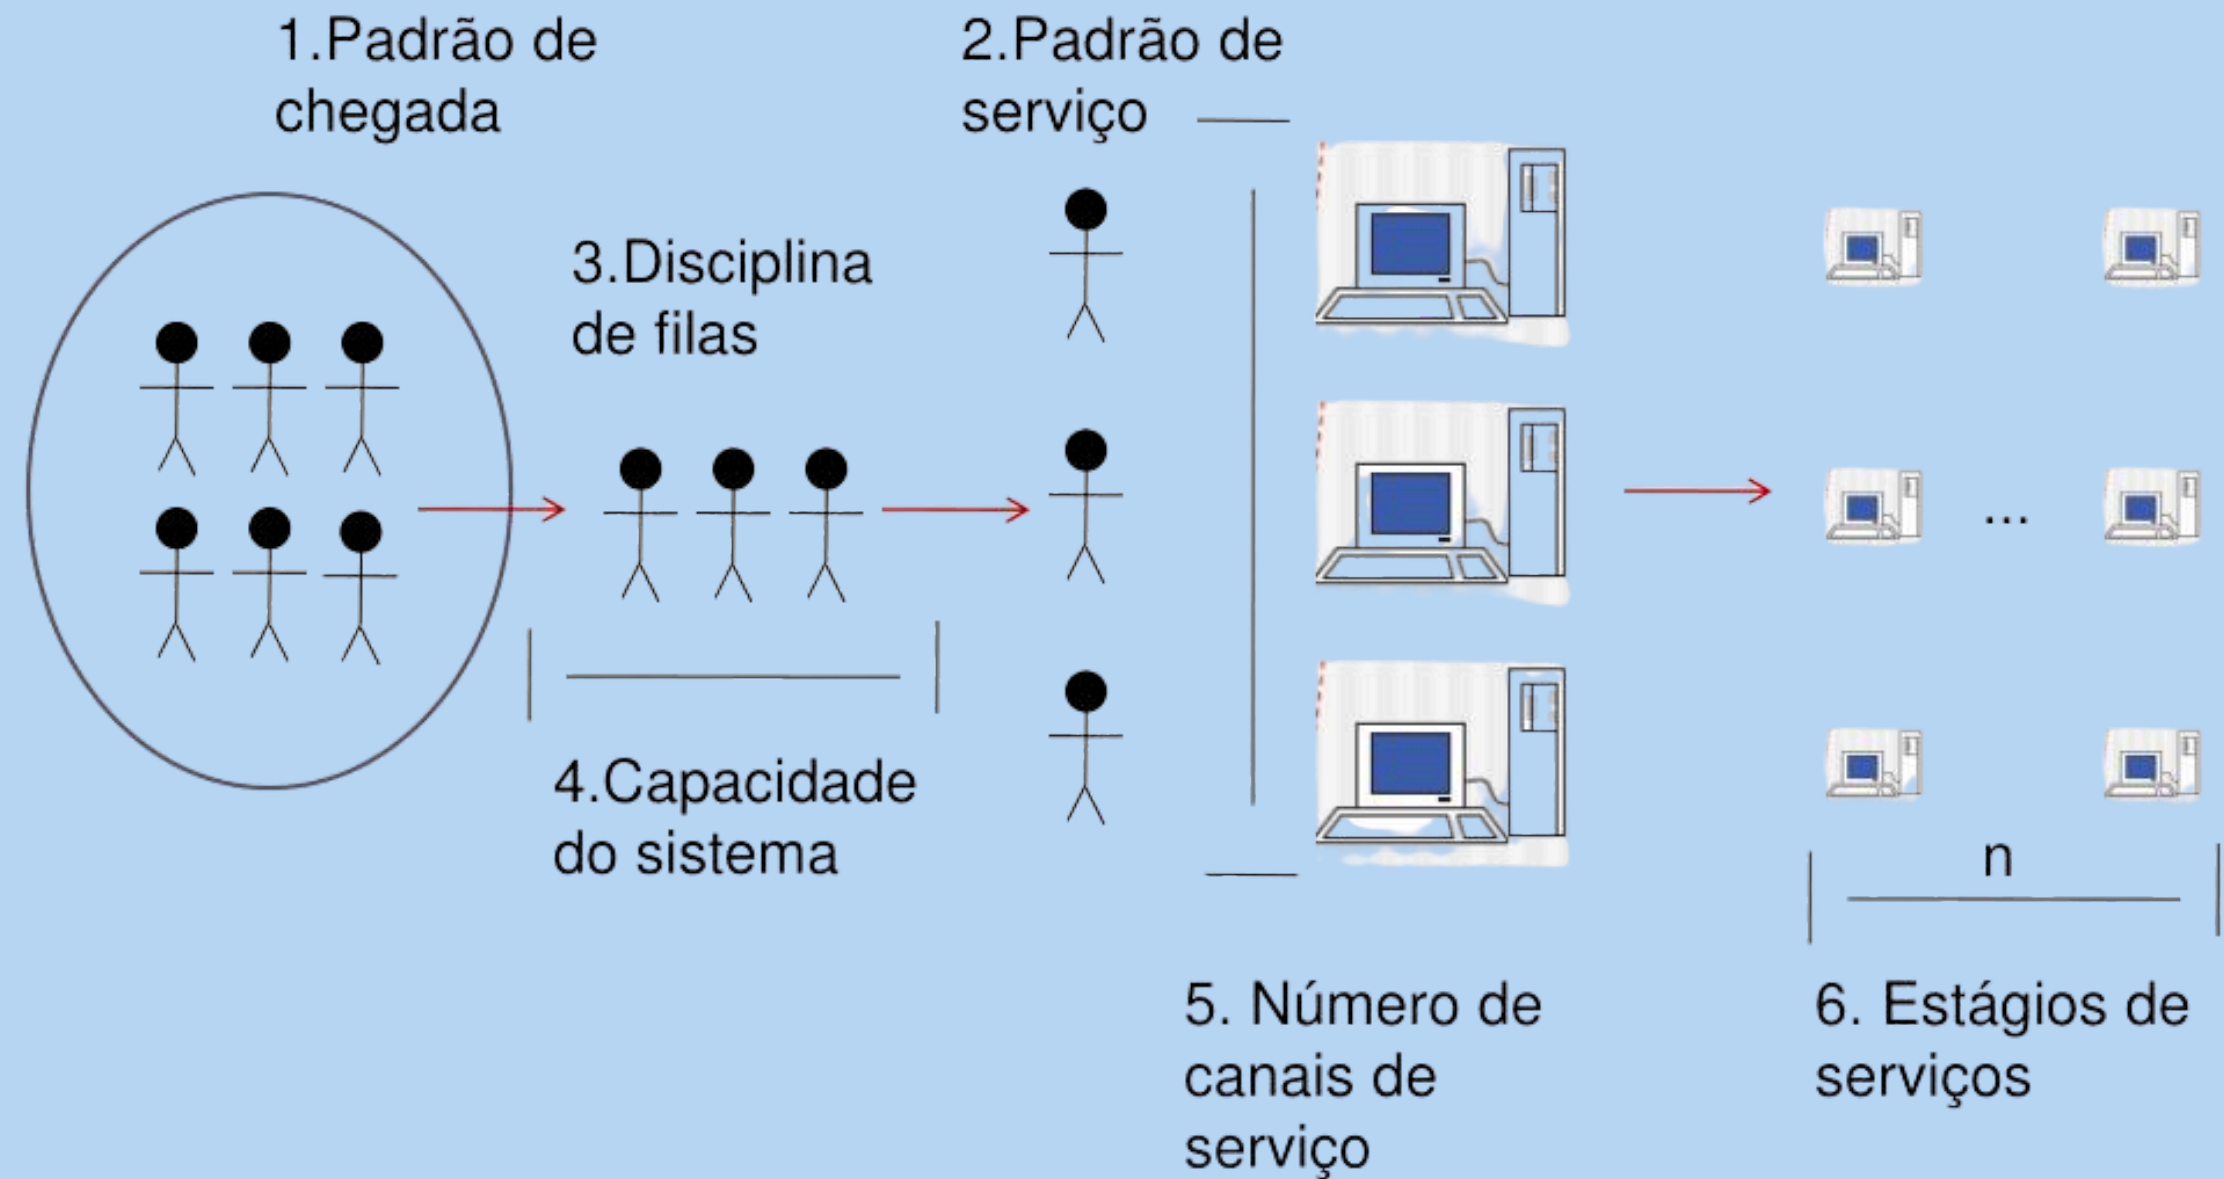 1.Padrão de
chegada
2.Padrão de
serviço
3.Disciplina
de filas
4.Capacidade
do sistema
...
n
5. Número de
canais de
serviço
6. Estágios de
serviços